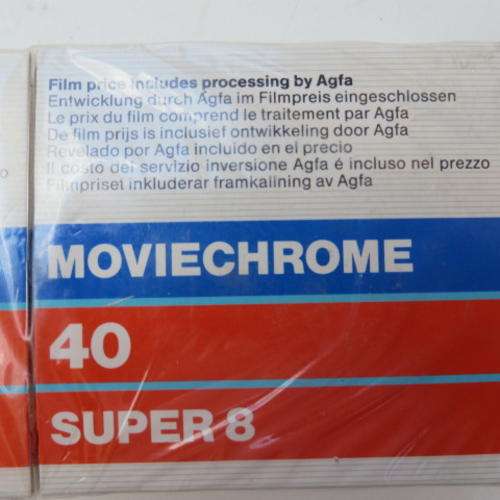 Film price includes processing by Agfa
Entwicklung durch Agfa im Filmpreis eingeschlossen
Le prix du film comprend le traitement par Agfa
De film prijs is inclusief ontwikkeling door Agfa
Revelado por Agfa incluido en el precio
Il costo del servizio inversione Agfa é incluso nel prezzo
Filmpriset inkluderar framkallning av Agfa
MOVIECHROME
40
SUPER 8